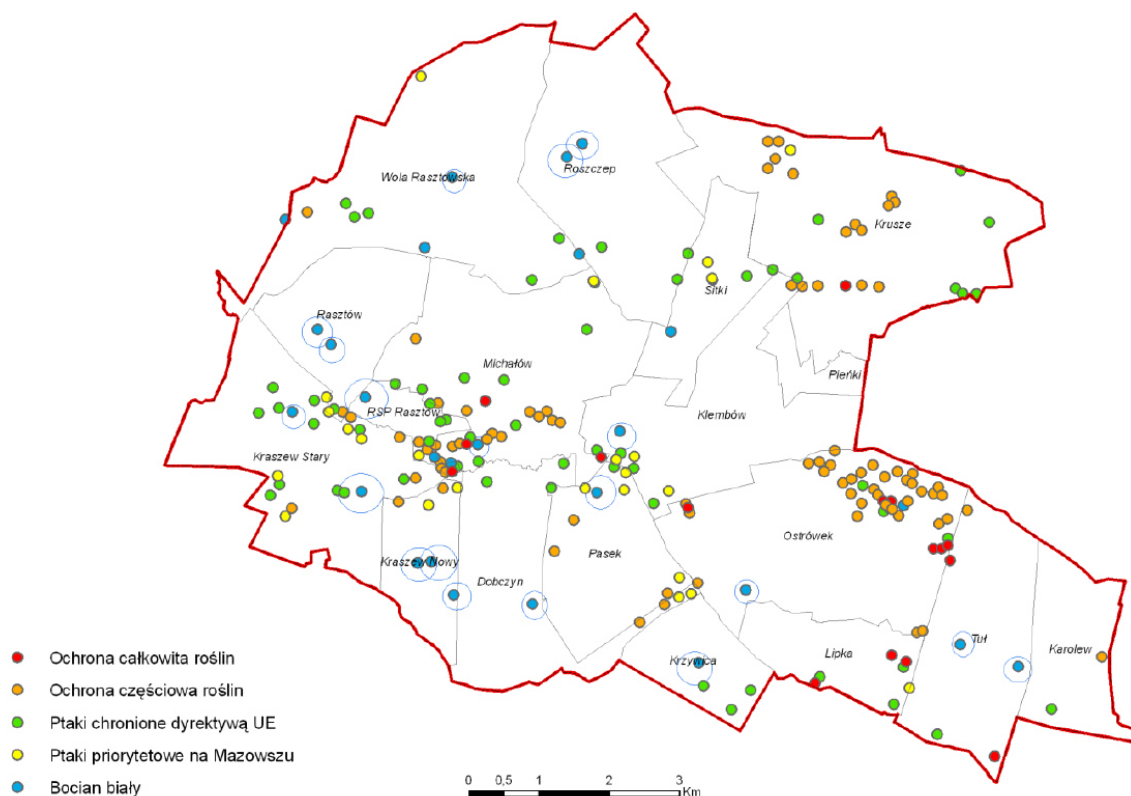 Wola Rasztowska
Roszczep
Krusze
Sitki
Rasztów
Michałów
Pieńki
RSP Rasztów
Klembów
Kraszew Stary
Ostrówek
Pasek
Kraszew Nowy
Dobczyn
Tuł
Karolew
Krzywica
Lipka
Ochrona całkowita roślin
Ochrona częściowa roślin
Ptaki chronione dyrektywą UE
Ptaki priorytetowe na Mazowszu
Bocian biały
0 0,5 1 2 3
Km